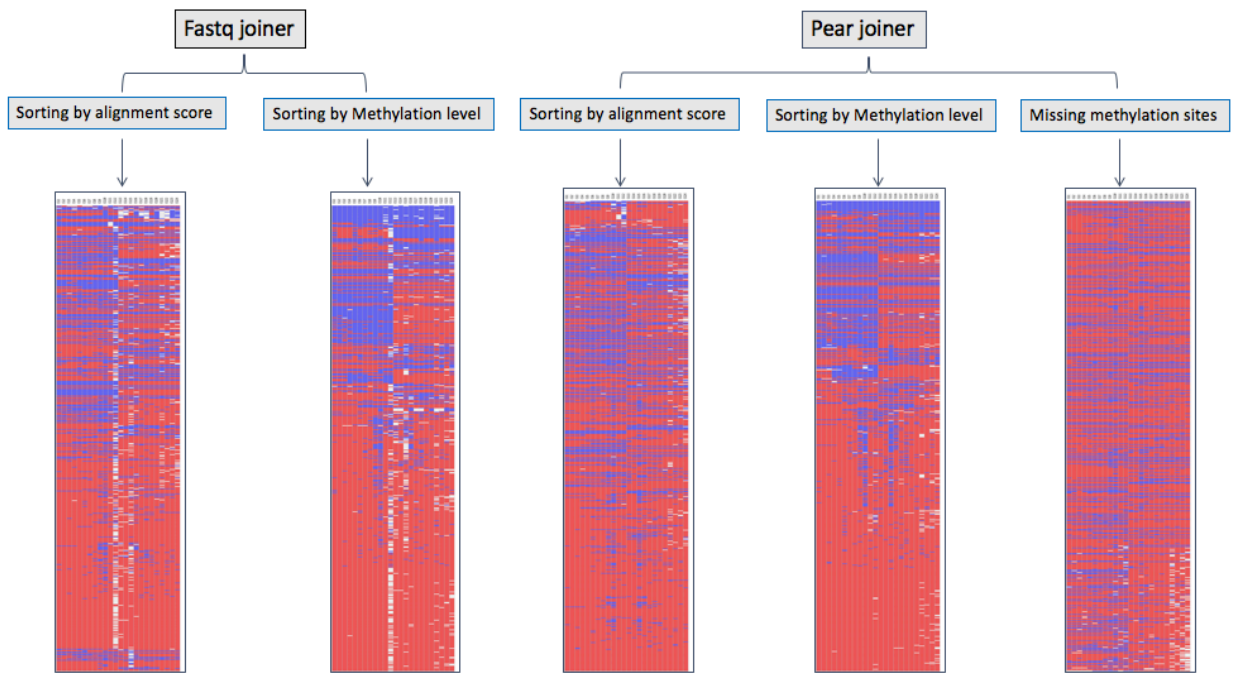 Fastq joiner
Pear joiner
Sorting by alignment score
Sorting by Methylation level
Sorting by alignment score
Sorting by Methylation level
Missing methylation sites